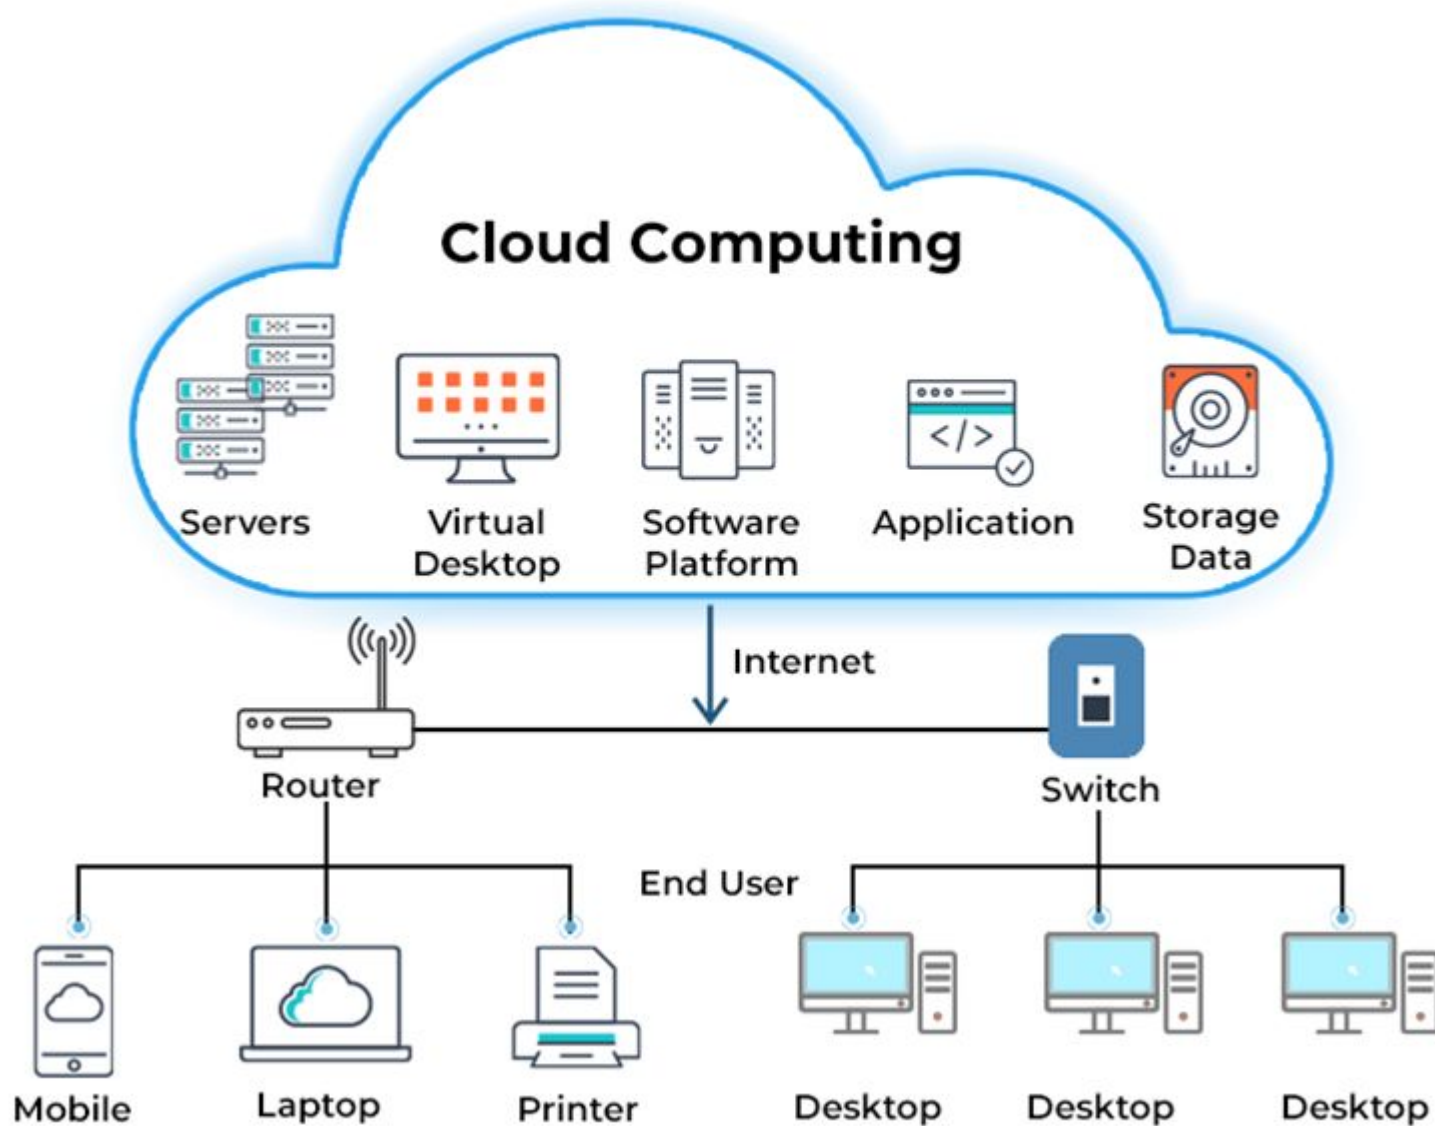 Cloud Computing
Servers
Virtual
Desktop
Software
Platform
</>
Application
Storage
Data
Internet
Router
Switch
End User
Mobile
Laptop
Printer
Desktop
Desktop
Desktop